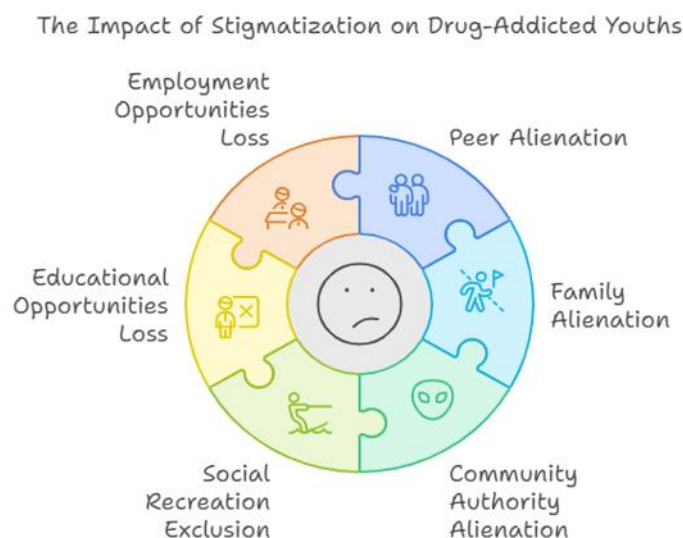 The Impact of Stigmatization on Drug-Addicted Youths
Employment
Opportunities
Loss
Peer Alienation
Educational
Opportunities
Loss
Family
Alienation
Social
Recreation
Exclusion
Community
Authority
Alienation